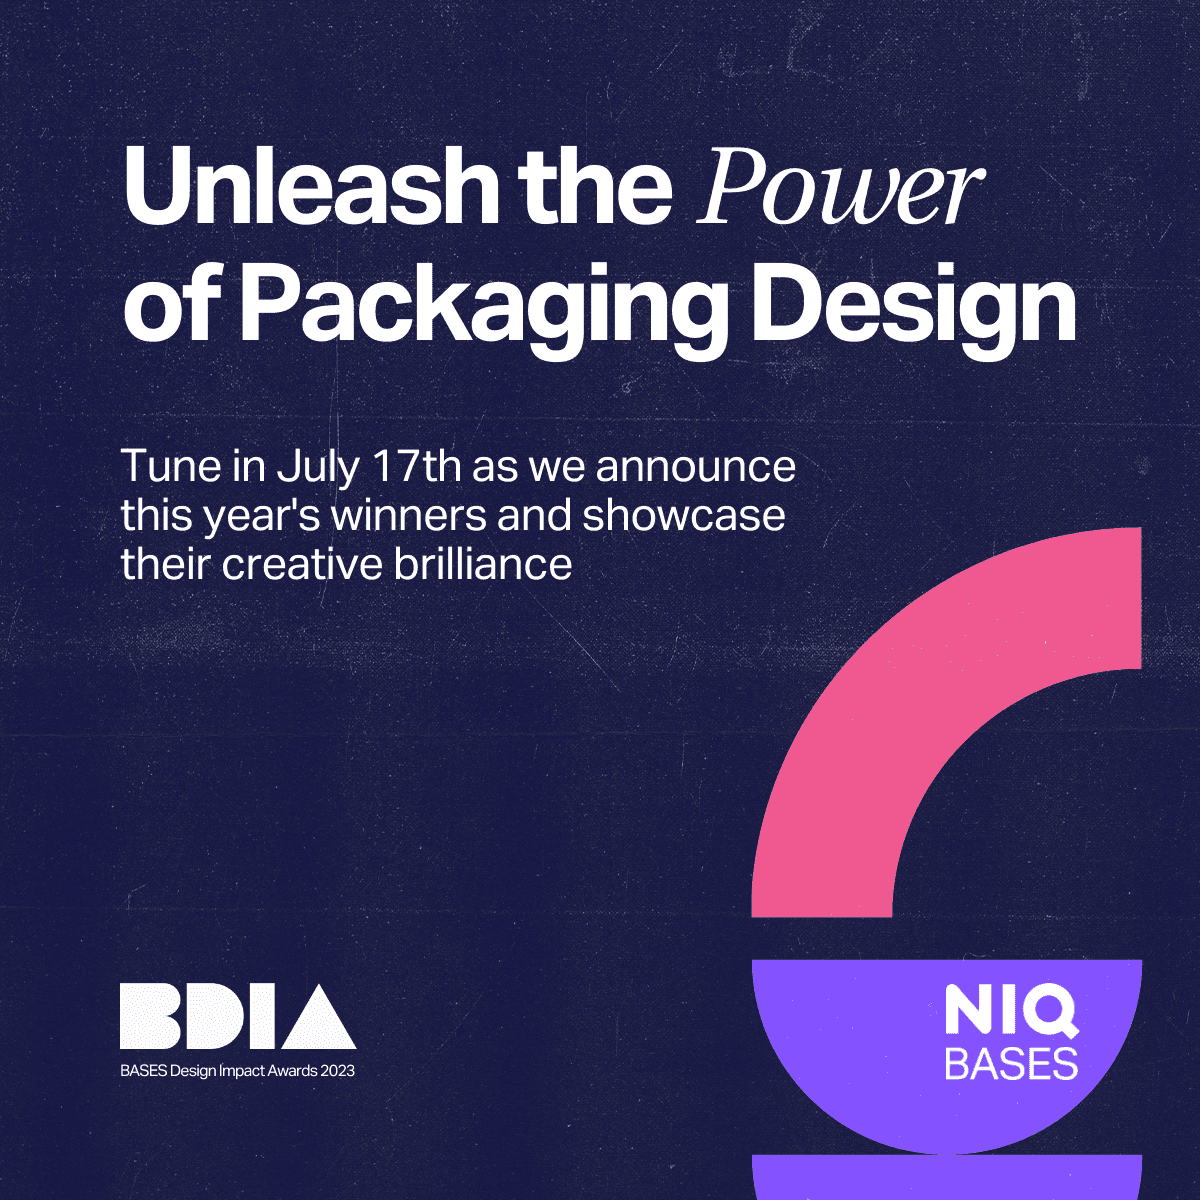 Unleash the Power
of Packaging Design
Tune in July 17th as we announce
this year's winners and showcase
their creative brilliance
BDIA
BASES Design Impact Awards 2023
NIQ
BASES